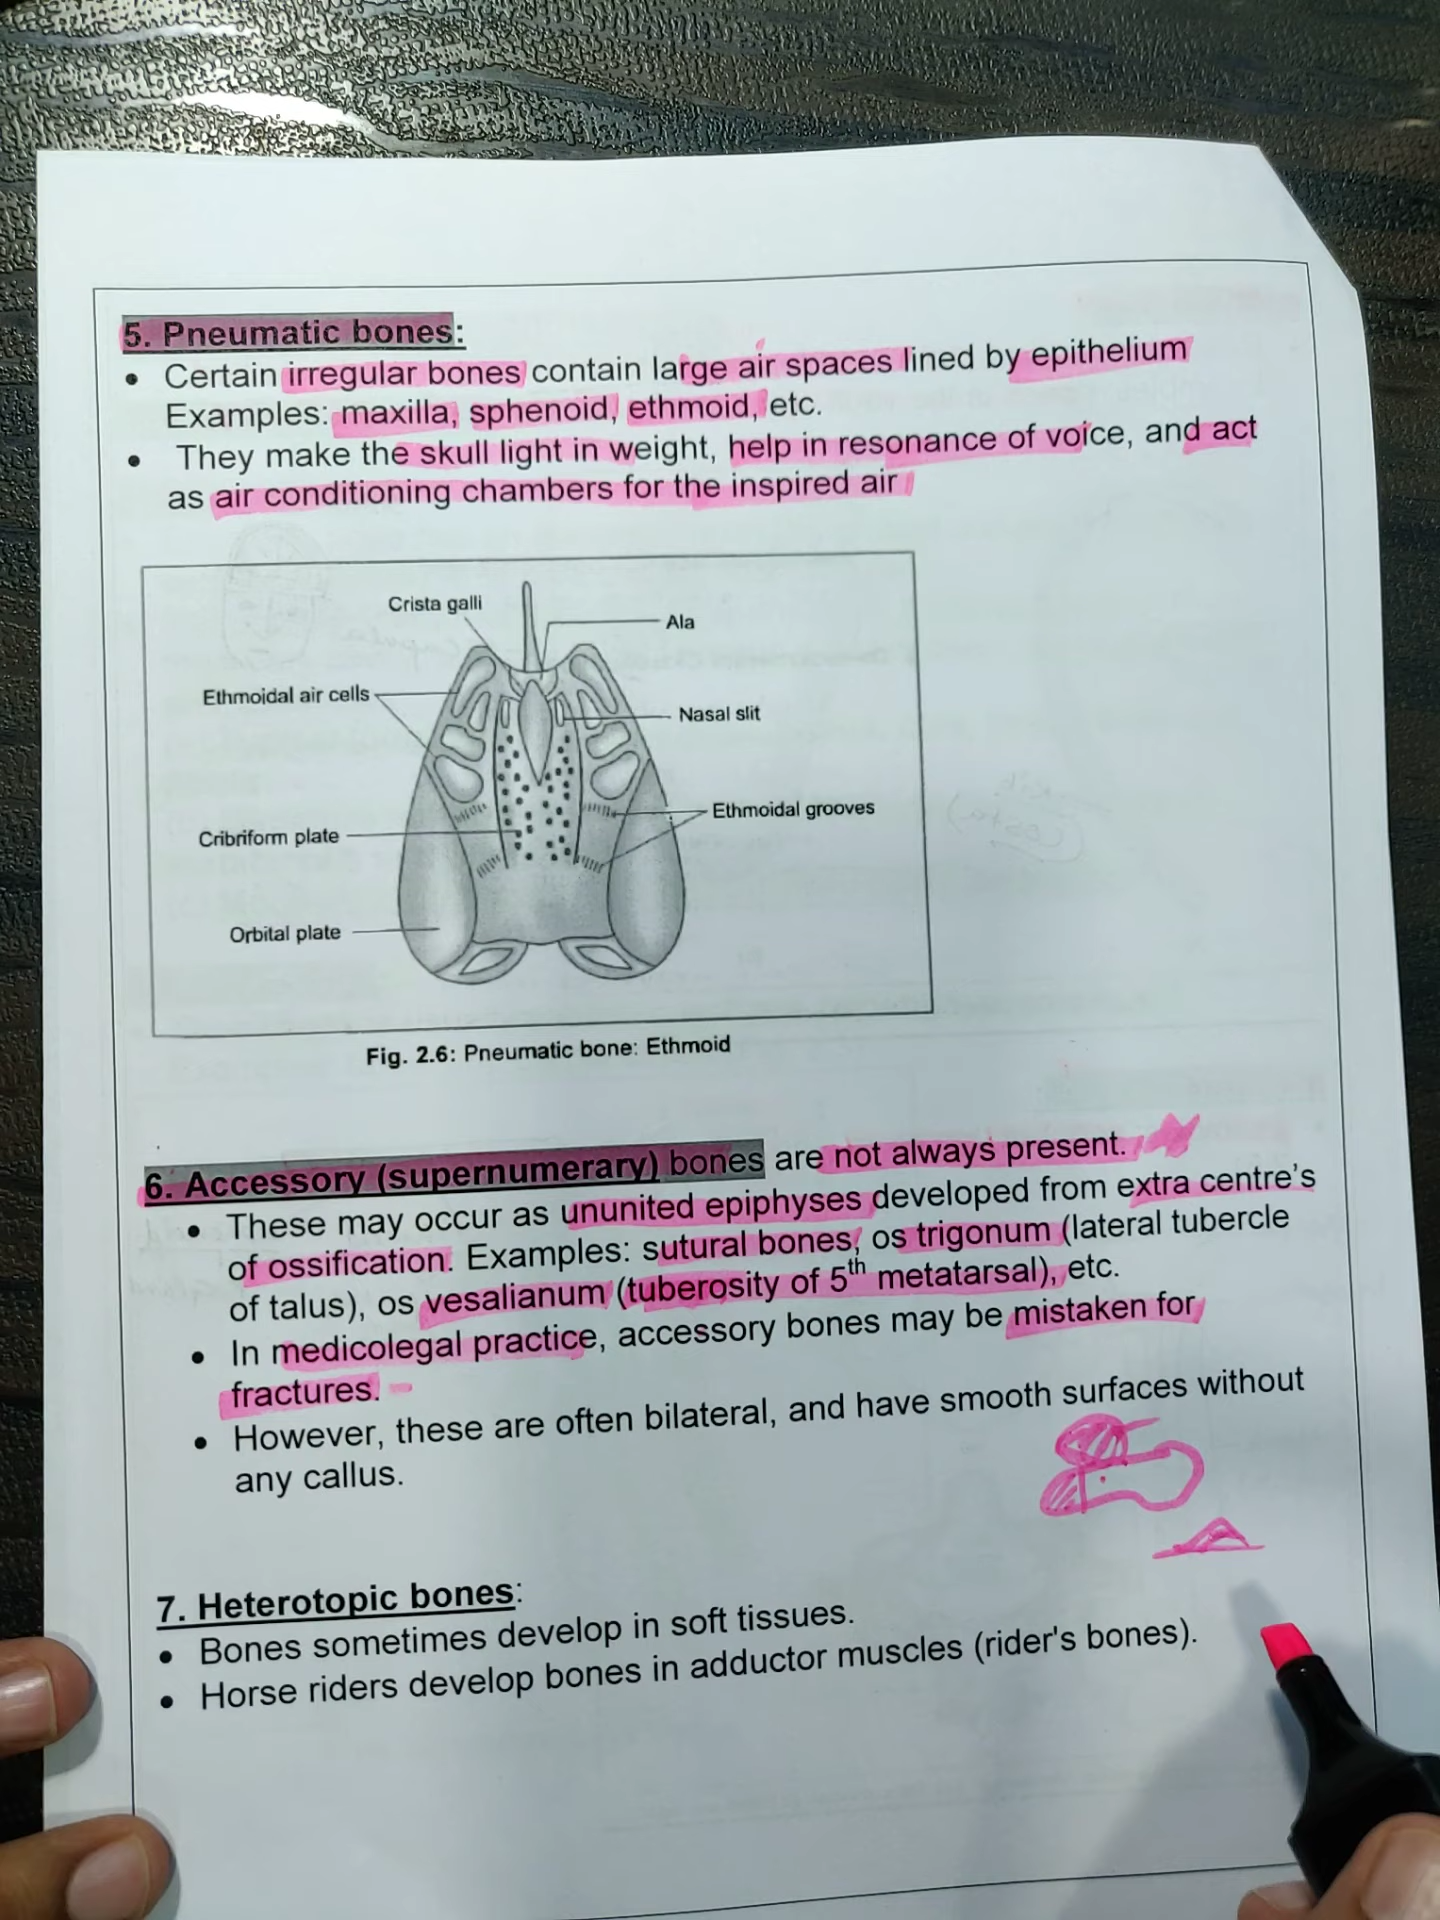 5. Pneumatic bones:
• Certain irregular bones contain large air spaces lined by epithelium
Examples: maxilla, sphenoid, ethmoid, etc.
• They make the skull light in weight, help in resonance of voice, and act
as air conditioning chambers for the inspired air
Crista galli
Ala
Ethmoidal air cells
Nasal slit
Ethmoidal grooves
Cribriform plate
Orbital plate
Fig. 2.6: Pneumatic bone: Ethmoid
6. Accessory (supernumerary) bones are not always present.
• These may occur as ununited epiphyses developed from extra centre's
of ossification. Examples: sutural bones, os trigonum (lateral tubercle
of talus), os vesalianum (tuberosity of 5th metatarsal), etc.
• In medicolegal practice, accessory bones may be mistaken for
fractures.
• However, these are often bilateral, and have smooth surfaces without
any callus.
7. Heterotopic bones:
• Bones sometimes develop in soft tissues.
• Horse riders develop bones in adductor muscles (rider's bones).